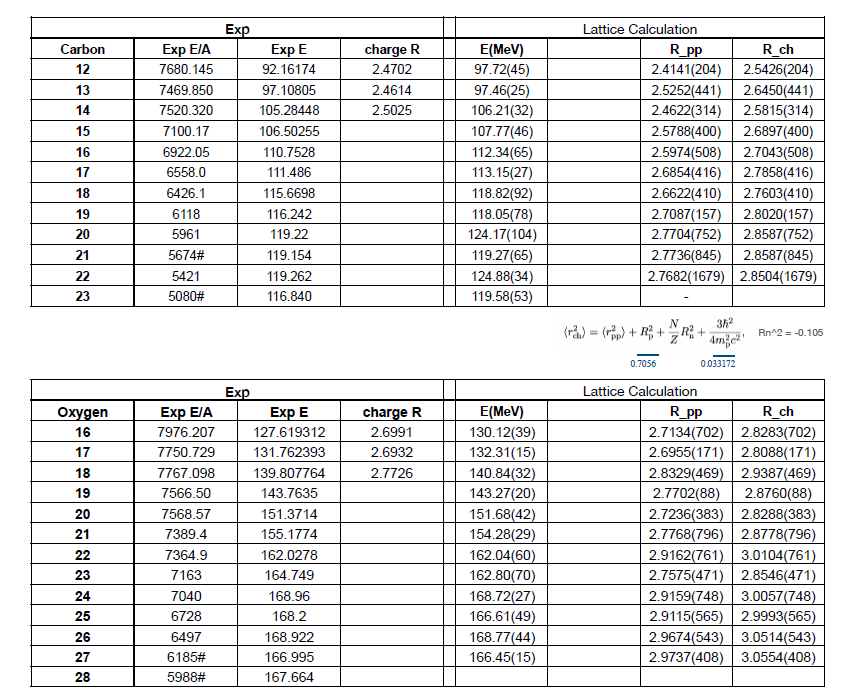 Exp Lattice Calculation
Carbon Exp E/A Exp E charge R E(MeV) R_pp R_ch
12 7680.145 92.16174 2.4702 97.72(45) 2.4141(204) 2.5426(204)
13 7469.850 97.10805 2.4614 97.46(25) 2.5252(441) 2.6450(441)
14 7520.320 105.28448 2.5025 106.21(32) 2.4622(314) 2.5815(314)
15 7100.17 106.50255 107.77(46) 2.5788(400) 2.6897(400)
16 6922.05 110.7528 112.34(65) 2.5974(508) 2.7043(508)
17 6558.0 111.486 113.15(27) 2.6854(416) 2.7858(416)
18 6426.1 115.6698 118.82(92) 2.6622(410) 2.7603(410)
19 6118 116.242 118.05(78) 2.7087(157) 2.8020(157)
20 5961 119.22 124.17(104) 2.7704(752) 2.8587(752)
21 5674# 119.154 119.27(65) 2.7736(845) 2.8587(845)
22 5421 119.262 124.88(34) 2.7682(1679) 2.8504(1679)
23 5080# 116.840 119.58(53) -
⟨r²ch⟩ = ⟨r²pp⟩ + R²p + N/Z R²n + 3ħ²/4m²pc², Rn^2 = -0.105
0.7056 0.033172
Exp Lattice Calculation
Oxygen Exp E/A Exp E charge R E(MeV) R_pp R_ch
16 7976.207 127.619312 2.6991 130.12(39) 2.7134(702) 2.8283(702)
17 7750.729 131.762393 2.6932 132.31(15) 2.6955(171) 2.8088(171)
18 7767.098 139.807764 2.7726 140.84(32) 2.8329(469) 2.9387(469)
19 7566.50 143.7635 143.27(20) 2.7702(88) 2.8760(88)
20 7568.57 151.3714 151.68(42) 2.7236(383) 2.8288(383)
21 7389.4 155.1774 154.28(29) 2.7768(796) 2.8778(796)
22 7364.9 162.0278 162.04(60) 2.9162(761) 3.0104(761)
23 7163 164.749 162.80(70) 2.7575(471) 2.8546(471)
24 7040 168.96 168.72(27) 2.9159(748) 3.0057(748)
25 6728 168.2 166.61(49) 2.9115(565) 2.9993(565)
26 6497 168.922 168.77(44) 2.9674(543) 3.0514(543)
27 6185# 166.995 166.45(15) 2.9737(408) 3.0554(408)
28 5988# 167.664